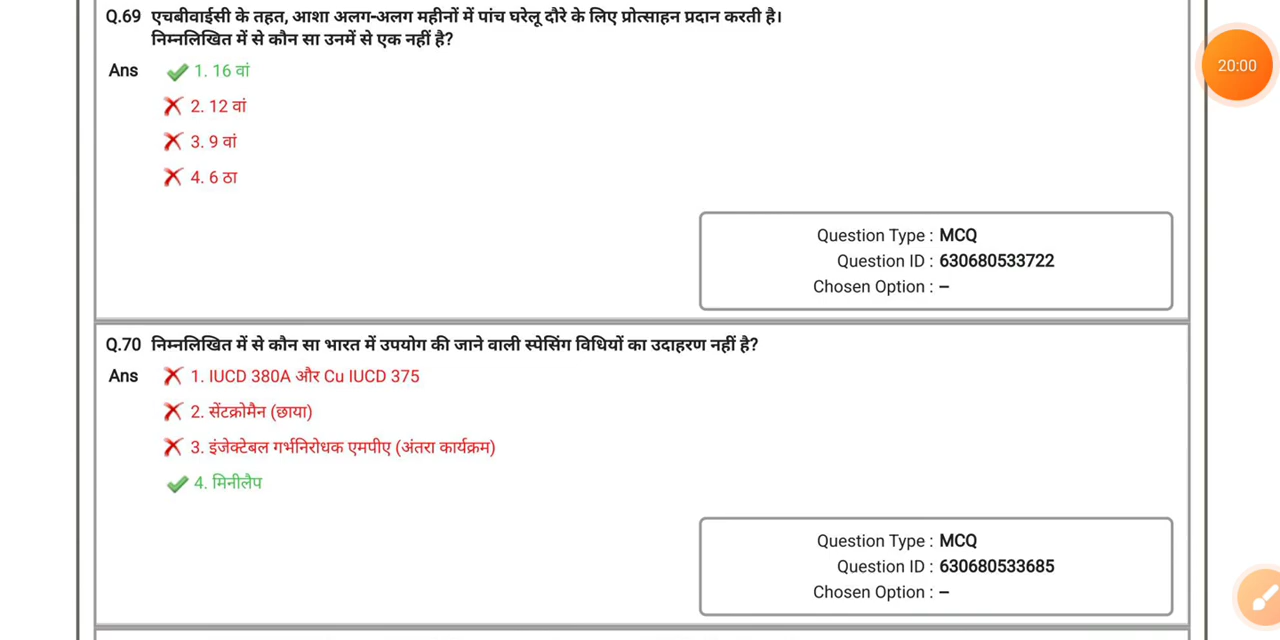 Q.69 एचबीवाईसी के तहत, आशा अलग-अलग महीनों में पांच घरेलू दौरे के लिए प्रोत्साहन प्रदान करती है।
निम्नलिखित में से कौन सा उनमें से एक नहीं है?
Ans 1. 16 वां
2. 12 वां
3. 9 वां
4. 6 ठा
Question Type : MCQ
Question ID : 630680533722
Chosen Option : --
Q.70 निम्नलिखित में से कौन सा भारत में उपयोग की जाने वाली स्पेसिंग विधियों का उदाहरण नहीं है?
Ans 1. IUCD 380A और Cu IUCD 375
2. सेंटक्रोमैन (छाया)
3. इंजेक्टेबल गर्भनिरोधक एमपीए (अंतरा कार्यक्रम)
4. मिनीलैप
Question Type : MCQ
Question ID : 630680533685
Chosen Option : --
20:00